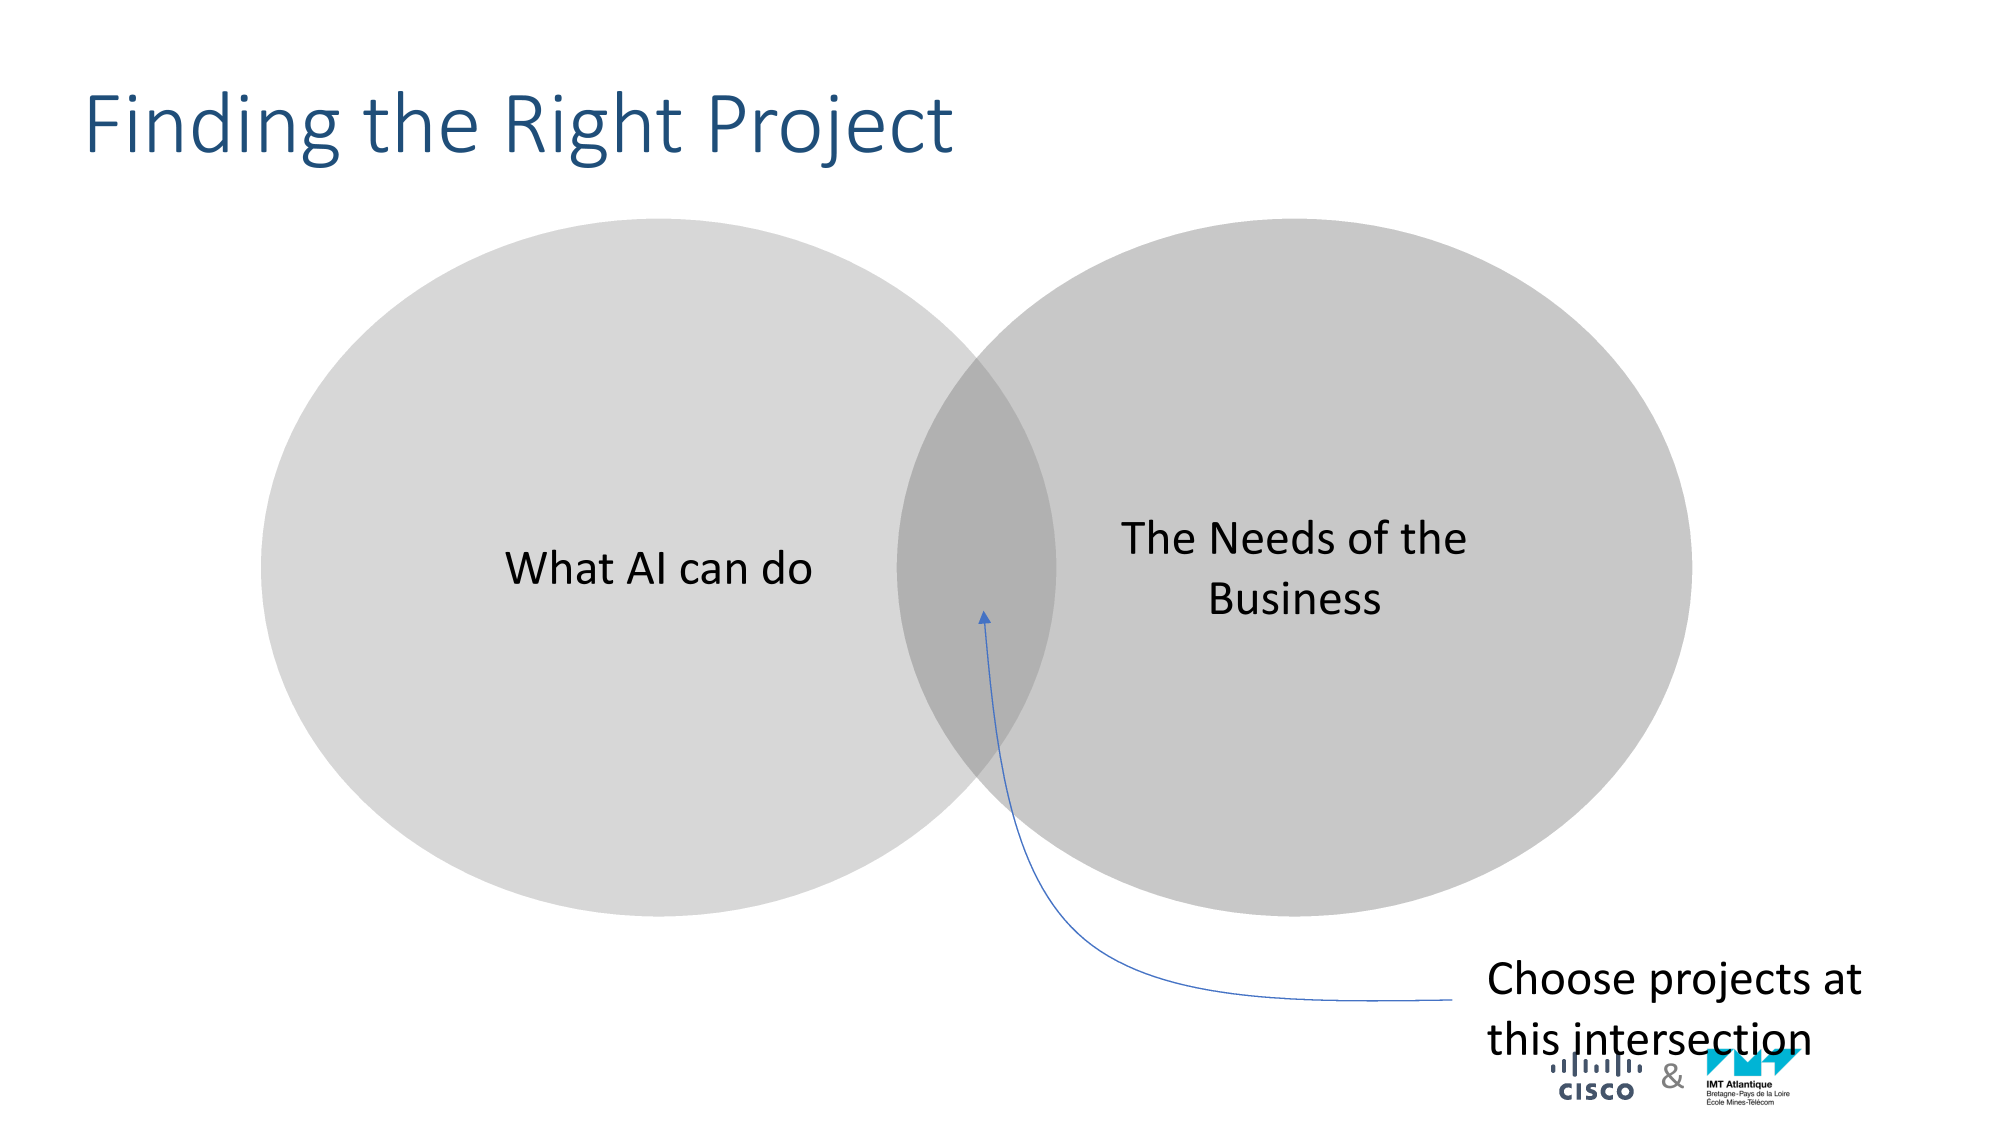 Finding the Right Project
What AI can do
The Needs of the
Business
Choose projects at
this intersection
CISCO
&
IMT Atlantique
Bretagne-Pays de la Loire
École Mines-Télécom